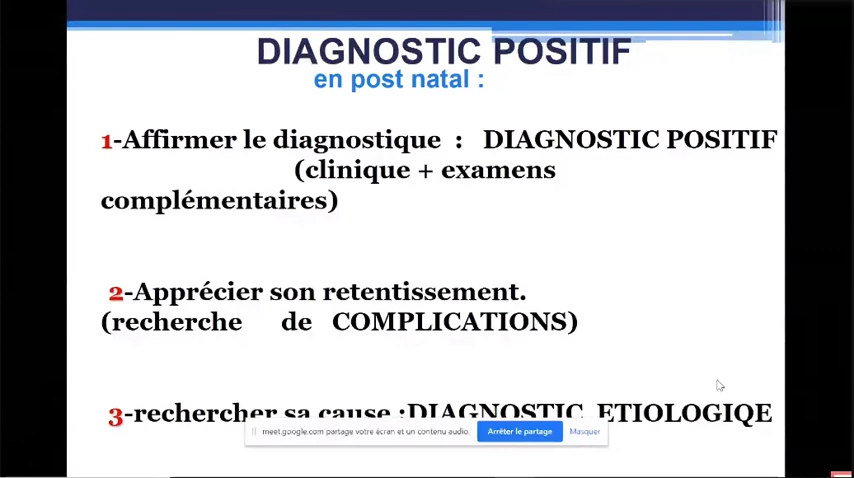 DIAGNOSTIC POSITIF
en post natal :
1-Affirmer le diagnostique : DIAGNOSTIC POSITIF
(clinique + examens
complémentaires)
2-Apprécier son retentissement.
(recherche de COMPLICATIONS)
3-rechercher sa cause :DIAGNOSTIC ETIOLOGIQE
meet.google.com partage votre écran et un contenu audio. Arrêter le partage Masquer